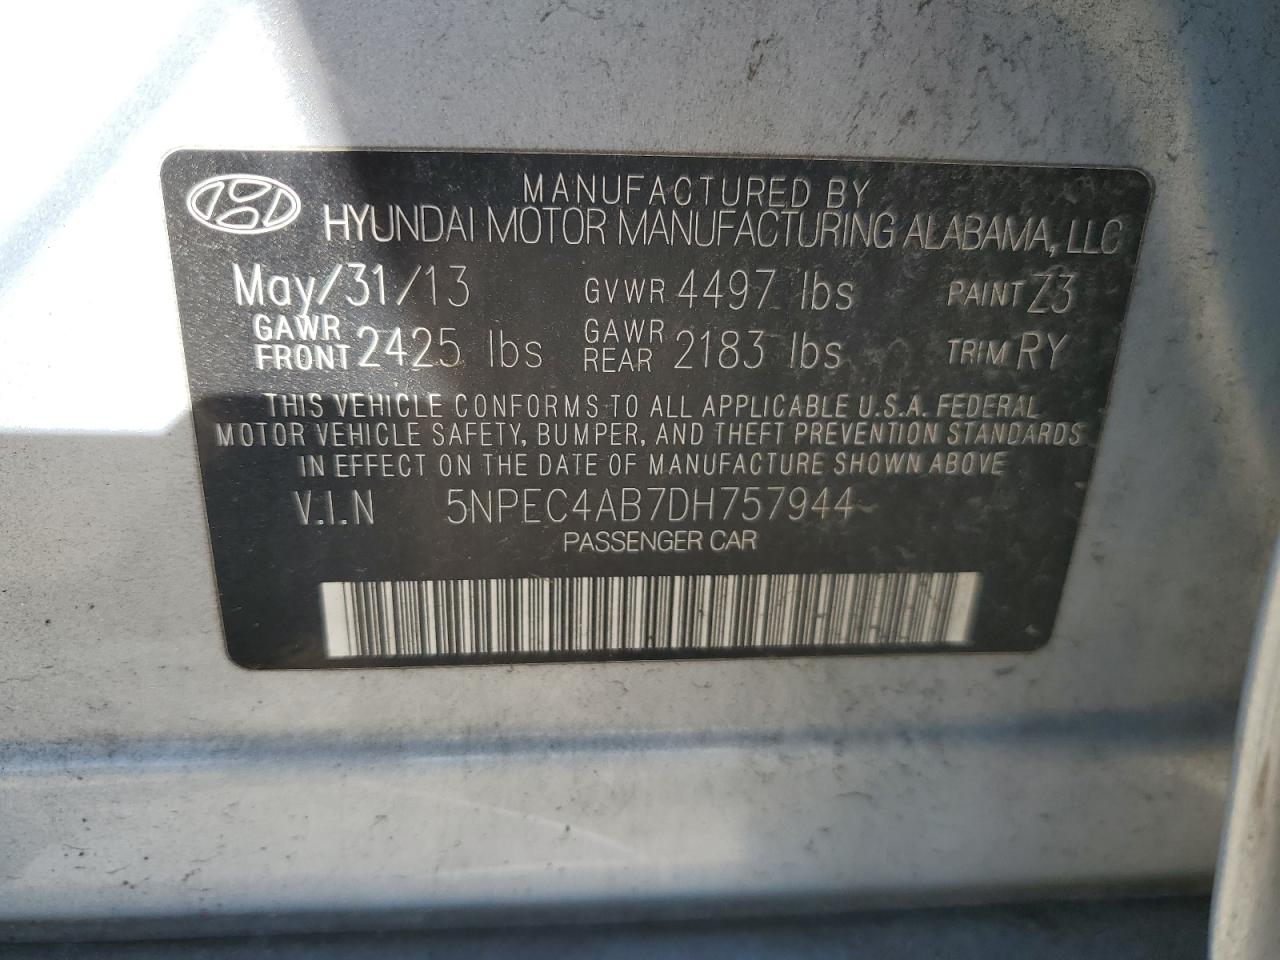 MANUFACTURED BY
HYUNDAI MOTOR MANUFACTURING ALABAMA, LLC
May/31/13 GVWR 4497 lbs PAINT Z3
GAWR FRONT 2425 lbs GAWR REAR 2183 lbs TRIM RY
THIS VEHICLE CONFORMS TO ALL APPLICABLE U.S.A. FEDERAL
MOTOR VEHICLE SAFETY, BUMPER, AND THEFT PREVENTION STANDARDS
IN EFFECT ON THE DATE OF MANUFACTURE SHOWN ABOVE
V.I.N 5NPEC4AB7DH757944
PASSENGER CAR